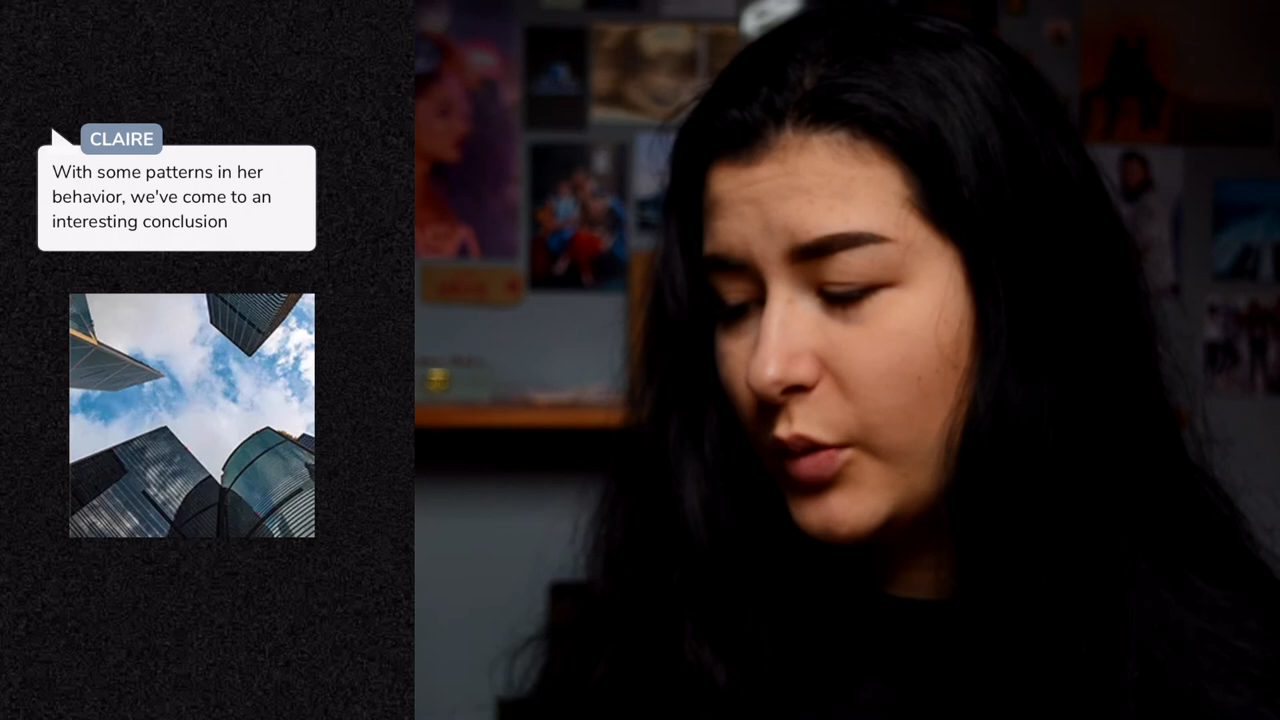 CLAIRE
With some patterns in her
behavior, we've come to an
interesting conclusion